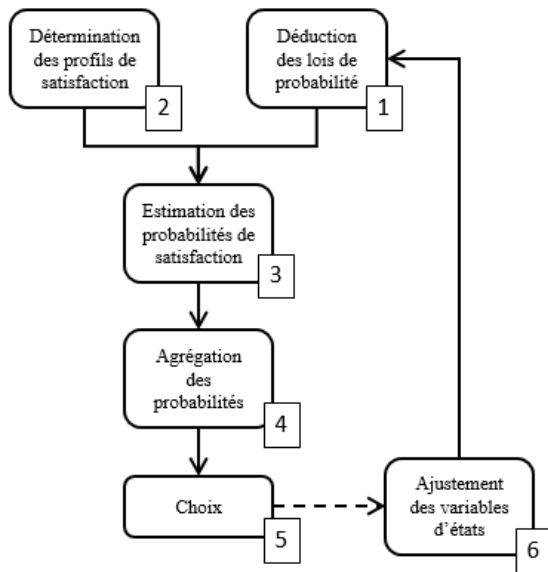 Détermination
des profils de
satisfaction
2
Déduction
des lois de
probabilité
1
Estimation des
probabilités de
satisfaction
3
Agrégation
des
probabilités
4
Choix
5
Ajustement
des variables
d’états
6